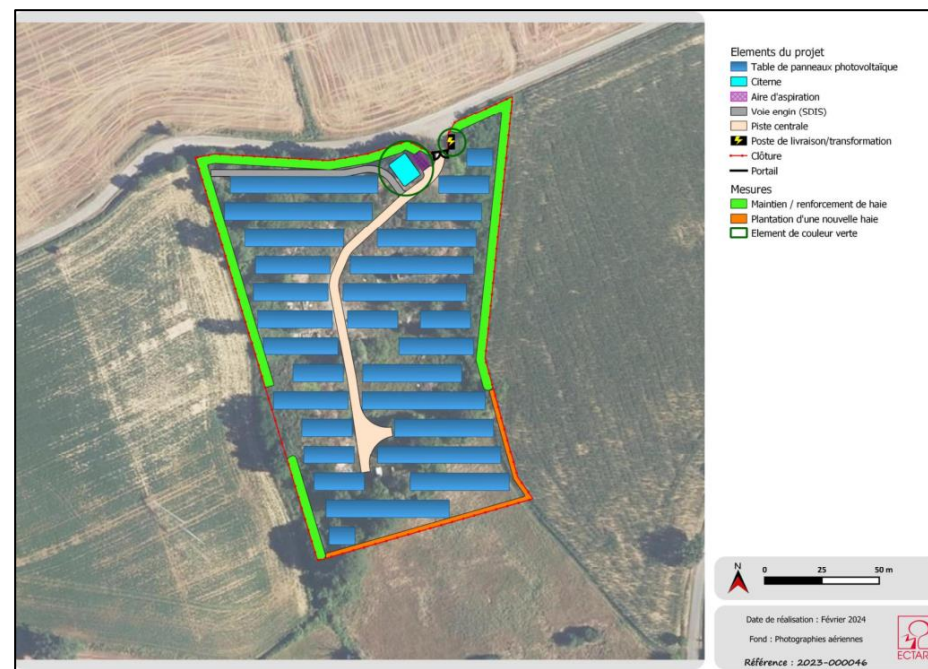 Elements du projet
Table de panneaux photovoltaïque
Citerne
Aire d'aspiration
Voie engin (SDIS)
Piste centrale
Poste de livraison/transformation
Clôture
Portail
Mesures
Maintien / renforcement de haie
Plantation d'une nouvelle haie
Element de couleur verte
N
0 25 50 m
Date de réalisation : Février 2024
Fond : Photographies aériennes
Référence : 2023-000046